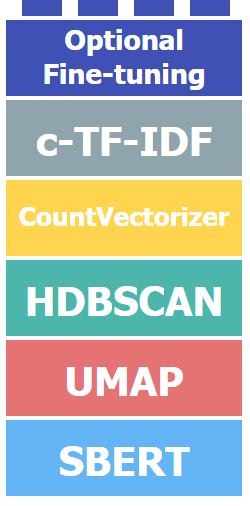 Optional
Fine-tuning
c-TF-IDF
CountVectorizer
HDBSCAN
UMAP
SBERT